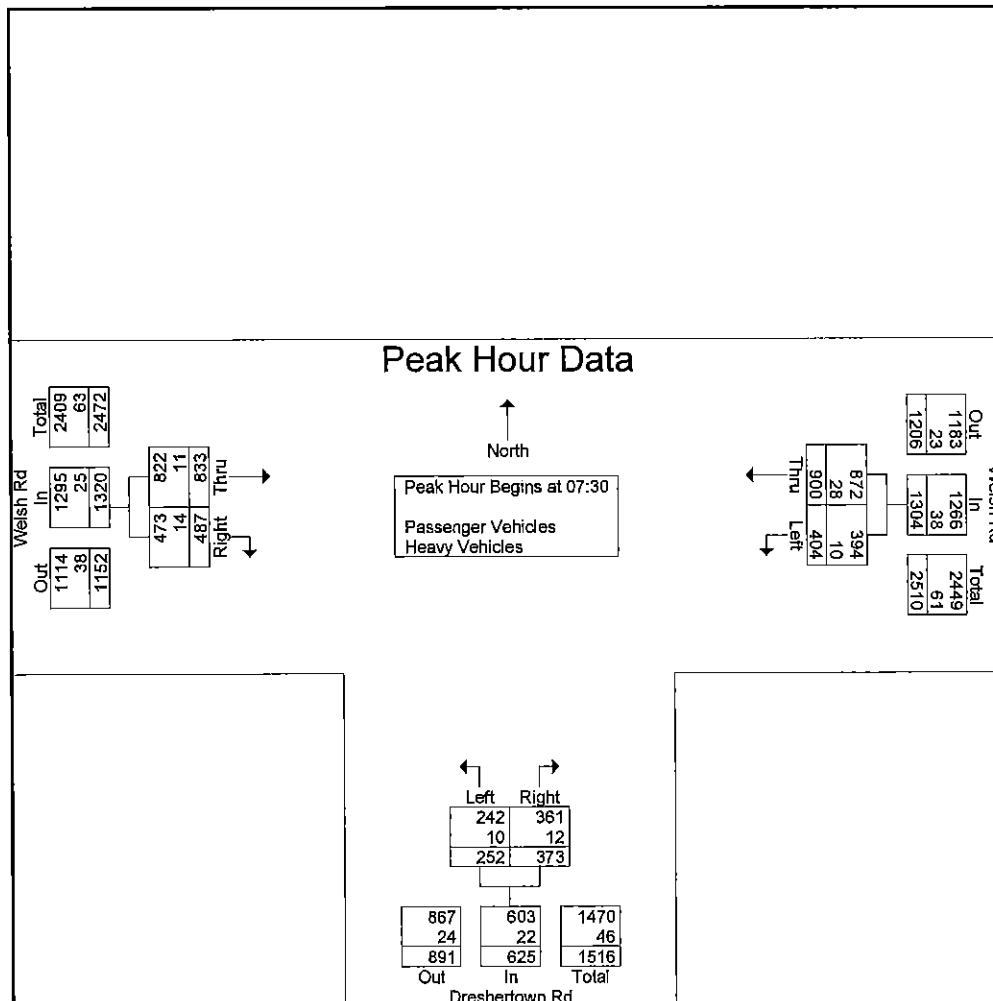 Peak Hour Data
North
Peak Hour Begins at 07:30
Passenger Vehicles
Heavy Vehicles
Welsh Rd
Out In Total
1114 1295 2409
38 25 63
1152 1320 2472
Right Thru
473 822
14 11
487 833
Out In Total
1183 1266 2449
23 38 61
1206 1304 2510
Thru Left
872 394
28 10
900 404
Left Right
242 361
10 12
252 373
867 603 1470
24 22 46
891 625 1516
Out In Total
Dreshertown Rd